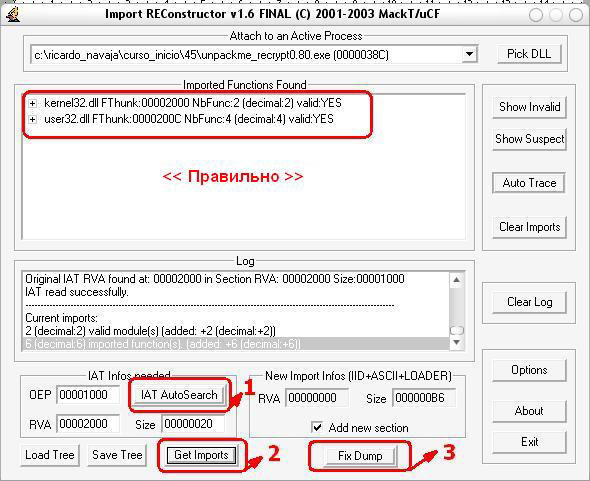 Import REConstructor v1.6 FINAL (C) 2001-2003 MackT/uCF
Attach to an Active Process
c:\ricardo_navaja\curso_inicio\45\unpackme_recrypt0.80.exe (0000038C)
Pick DLL
Imported Functions Found
kernel32.dll FThunk:00002000 NbFunc:2 (decimal:2) valid:YES
user32.dll FThunk:0000200C NbFunc:4 (decimal:4) valid:YES
<< Правильно >>
Show Invalid
Show Suspect
Auto Trace
Clear Imports
Log
Original IAT RVA found at: 00002000 in Section RVA: 00002000 Size:00001000
IAT read successfully.
Current imports:
2 (decimal:2) valid module(s) (added: +2 (decimal:+2))
6 (decimal:6) imported function(s). (added: +6 (decimal:+6))
Clear Log
IAT Infos needed
OEP 00001000 IAT AutoSearch 1
RVA 00002000 Size 00000020
New Import Infos (IID+ASCII+LOADER)
RVA 00000000 Size 000000B6
Add new section
Options
About
Exit
Load Tree Save Tree Get Imports 2 Fix Dump 3